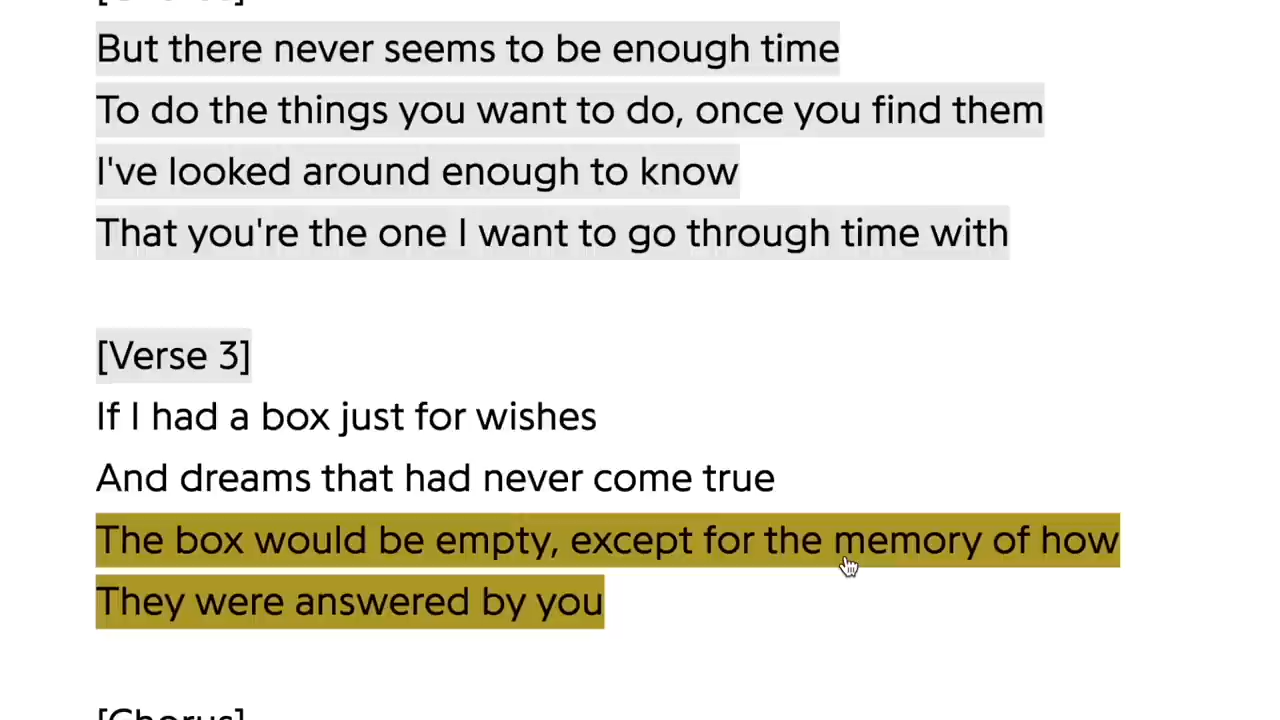 But there never seems to be enough time
To do the things you want to do, once you find them
I've looked around enough to know
That you're the one I want to go through time with
[Verse 3]
If I had a box just for wishes
And dreams that had never come true
The box would be empty, except for the memory of how
They were answered by you
[Chorus]